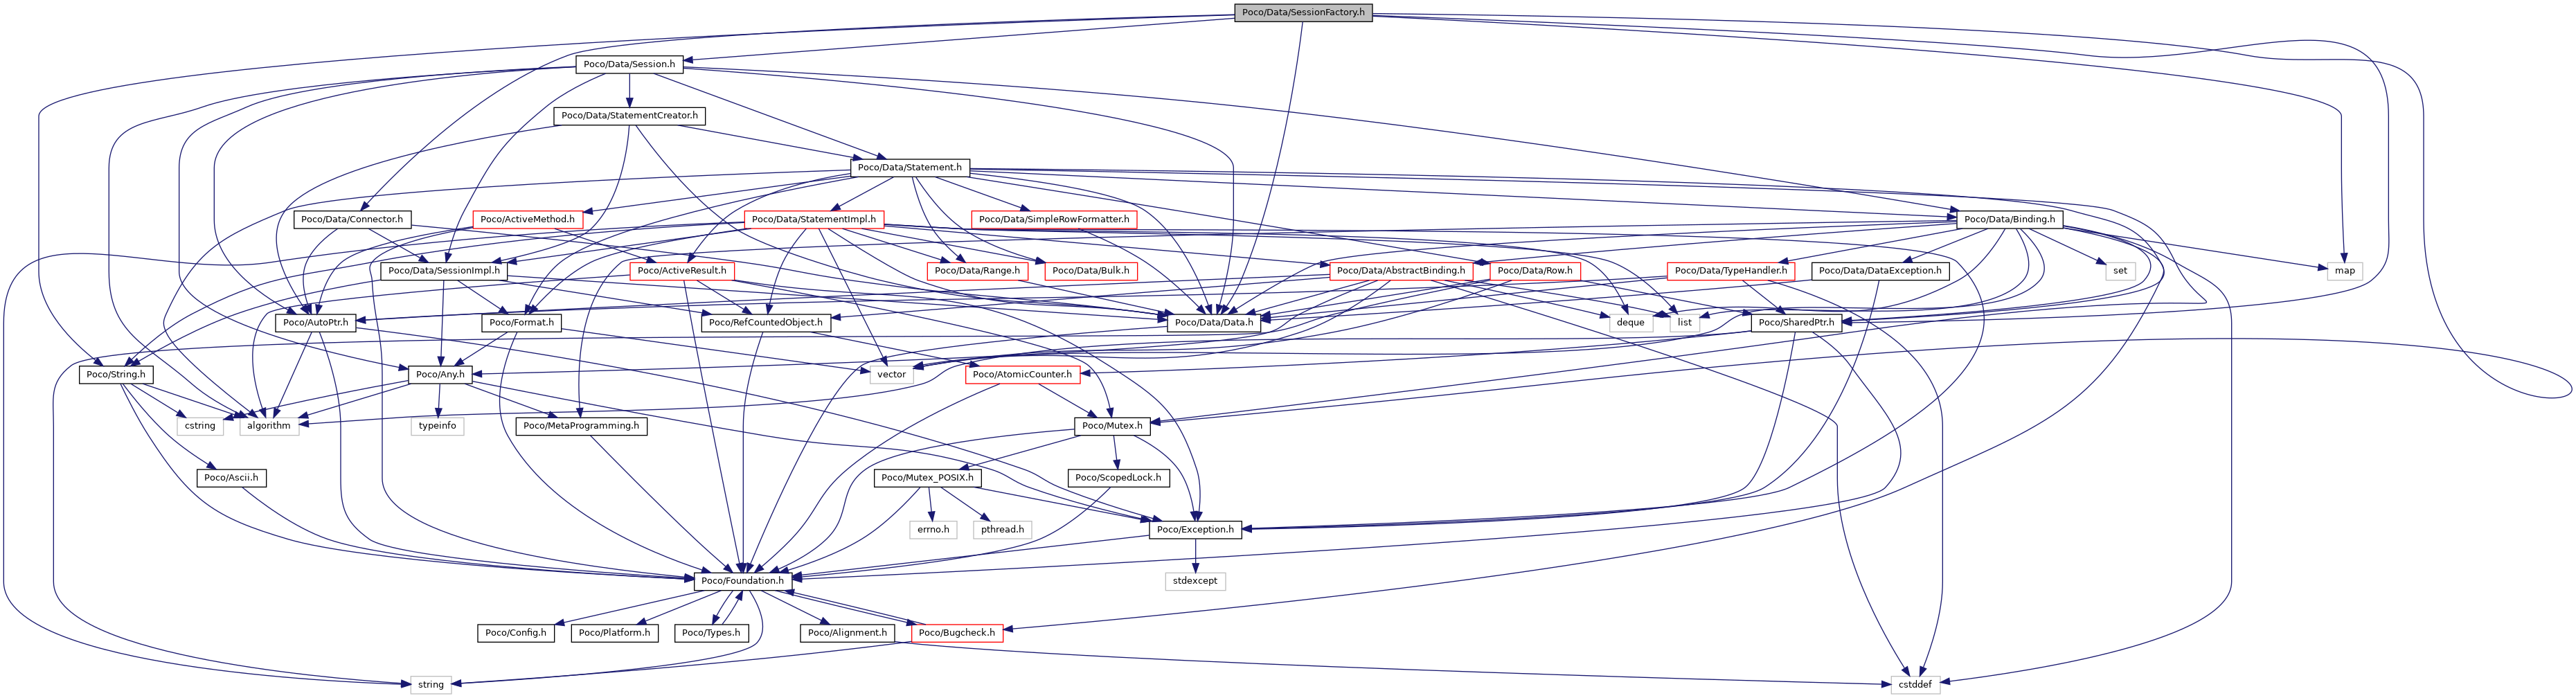 Poco/Data/SessionFactory.h
Poco/Data/Session.h
Poco/Data/StatementCreator.h
Poco/Data/Statement.h
Poco/Data/Connector.h
Poco/ActiveMethod.h
Poco/Data/StatementImpl.h
Poco/Data/SimpleRowFormatter.h
Poco/Data/Binding.h
Poco/Data/SessionImpl.h
Poco/ActiveResult.h
Poco/Data/Range.h
Poco/Data/Bulk.h
Poco/Data/AbstractBinding.h
Poco/Data/Row.h
Poco/Data/TypeHandler.h
Poco/Data/DataException.h
set
map
Poco/AutoPtr.h
Poco/Format.h
Poco/RefCountedObject.h
Poco/Data/Data.h
deque
list
Poco/SharedPtr.h
Poco/String.h
Poco/Any.h
vector
Poco/AtomicCounter.h
cstring
algorithm
typeinfo
Poco/MetaProgramming.h
Poco/Mutex.h
Poco/Ascii.h
Poco/Mutex_POSIX.h
Poco/ScopedLock.h
errno.h
pthread.h
Poco/Exception.h
Poco/Foundation.h
stdexcept
Poco/Config.h
Poco/Platform.h
Poco/Types.h
Poco/Alignment.h
Poco/Bugcheck.h
string
cstddef